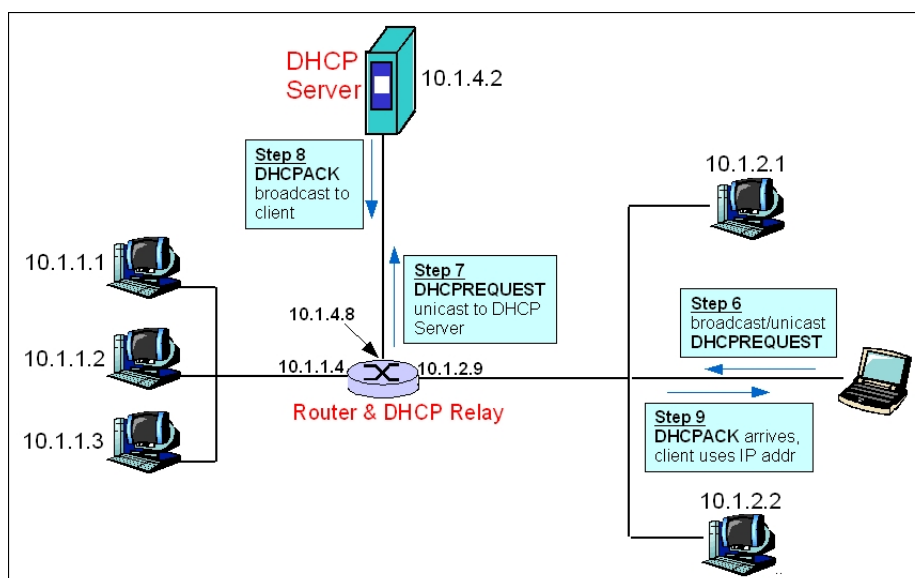 DHCP
Server
10.1.4.2
Step 8
DHCPACK
broadcast to
client
10.1.2.1
10.1.1.1
Step 7
DHCPREQUEST
unicast to DHCP
Server
Step 6
broadcast/unicast
DHCPREQUEST
10.1.4.8
10.1.1.2
10.1.1.4
10.1.2.9
Router & DHCP Relay
10.1.1.3
Step 9
DHCPACK arrives,
client uses IP addr
10.1.2.2